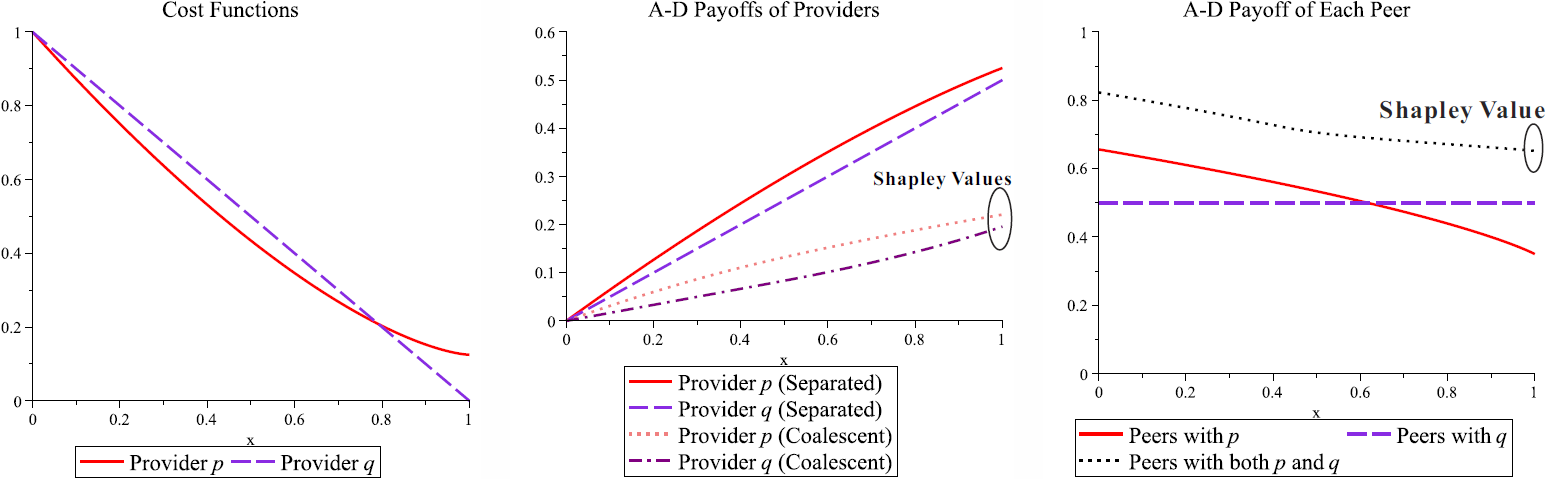 Cost Functions
1
0.8
0.6
0.4
0.2
0
0 0.2 0.4 0.6 0.8 1
x
Provider p Provider q
A-D Payoffs of Providers
0.6
0.5
0.4
0.3
0.2
0.1
0
Shapley Values
0 0.2 0.4 0.6 0.8 1
x
Provider p (Separated)
Provider q (Separated)
Provider p (Coalescent)
Provider q (Coalescent)
A-D Payoff of Each Peer
1
0.8
0.6
0.4
0.2
0
Shapley Value
0 0.2 0.4 0.6 0.8 1
x
Peers with p Peers with q
Peers with both p and q